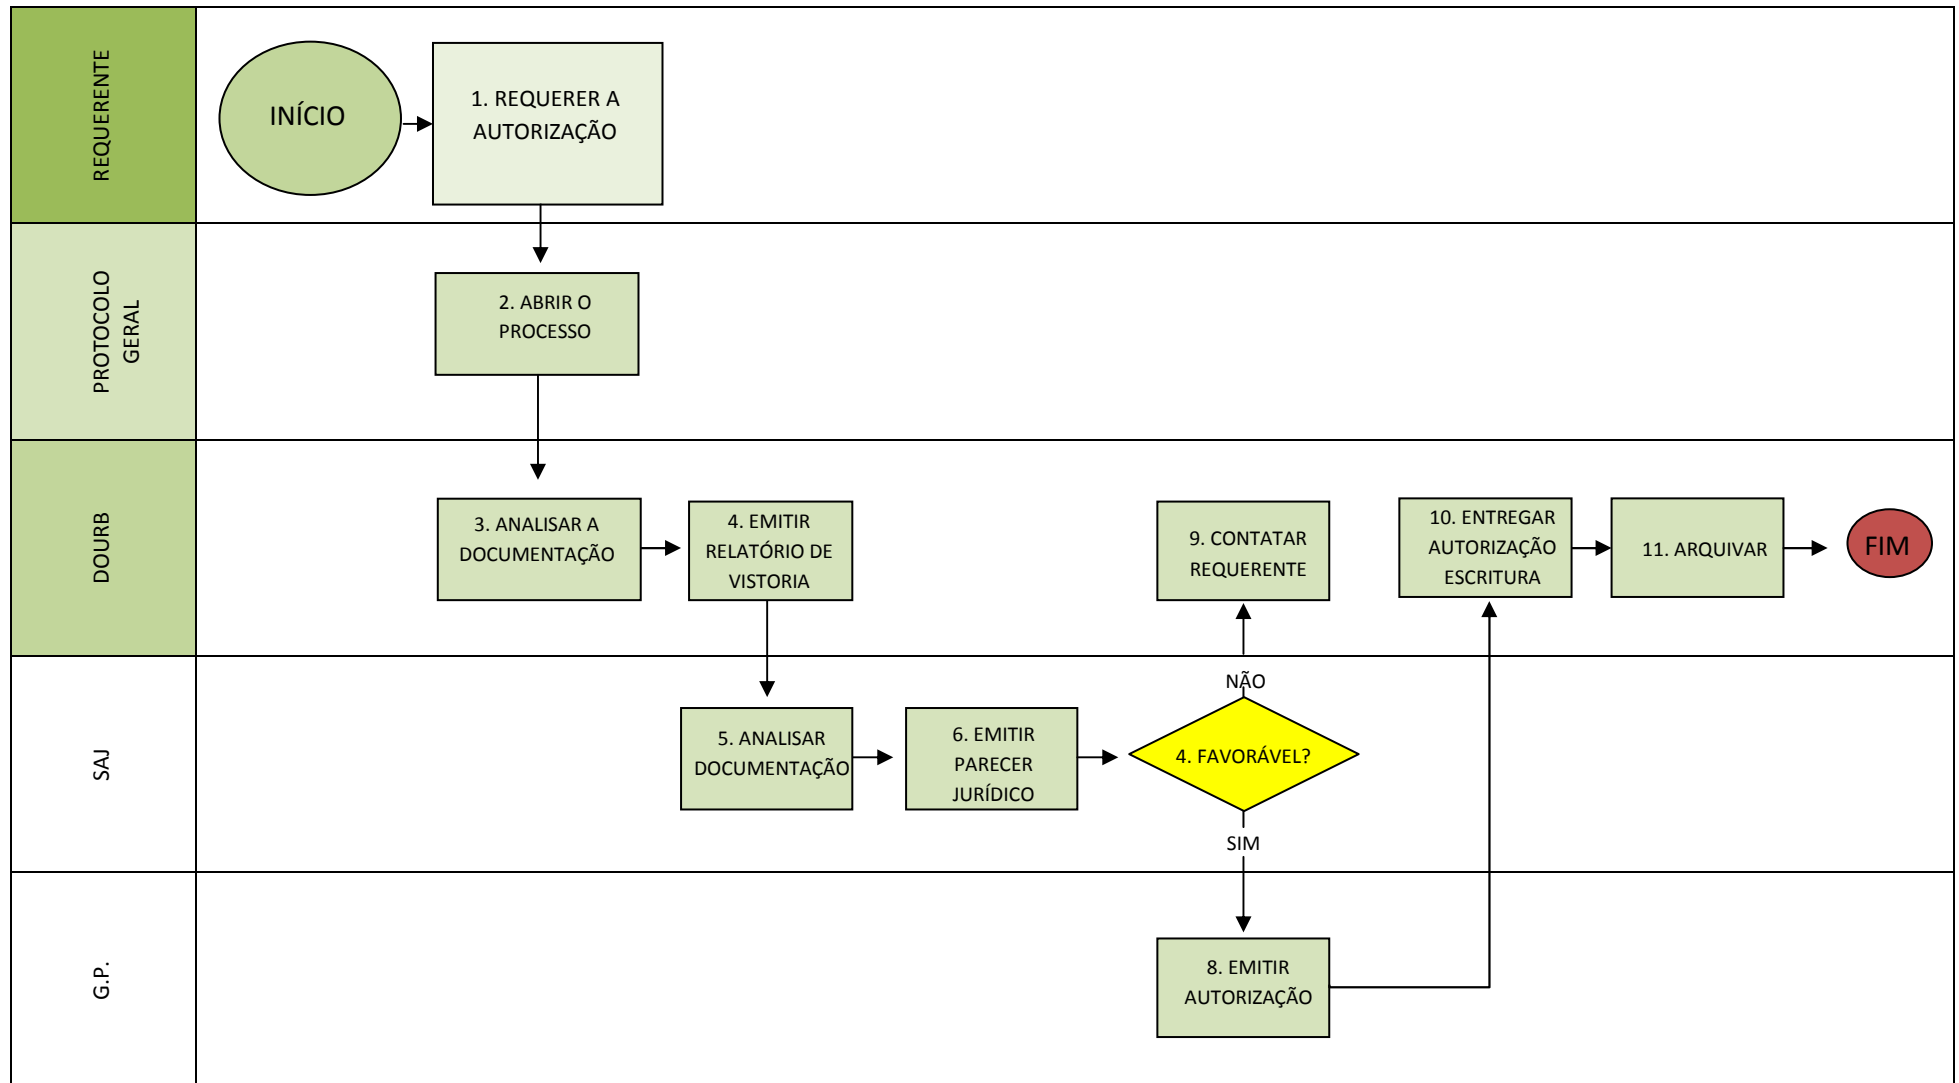 REQUERENTE
INÍCIO
1. REQUERER A
AUTORIZAÇÃO
PROTOCOLO
GERAL
2. ABRIR O
PROCESSO
DOURB
3. ANALISAR A
DOCUMENTAÇÃO
4. EMITIR
RELATÓRIO DE
VISTORIA
9. CONTATAR
REQUERENTE
10. ENTREGAR
AUTORIZAÇÃO
ESCRITURA
11. ARQUIVAR
FIM
SAJ
5. ANALISAR
DOCUMENTAÇÃO
6. EMITIR
PARECER
JURÍDICO
NÃO
4. FAVORÁVEL?
SIM
G.P.
8. EMITIR
AUTORIZAÇÃO